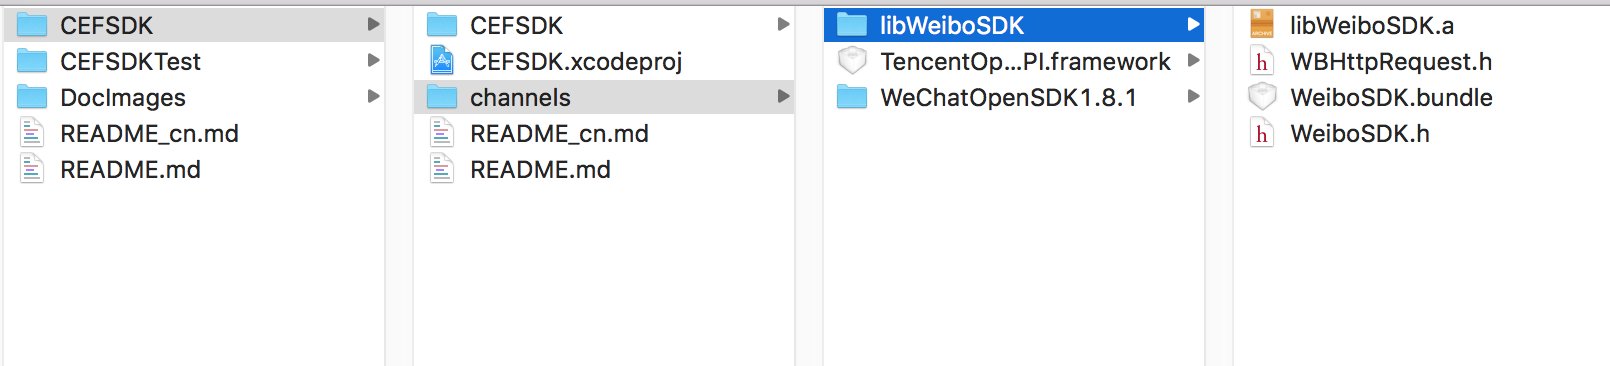 CEFSDK
CEFSDKTest
DocImages
README_cn.md
README.md
CEFSDK
CEFSDK.xcodeproj
channels
README_cn.md
README.md
libWeiboSDK
TencentOp...PI.framework
WeChatOpenSDK1.8.1
libWeiboSDK.a
WBHttpRequest.h
WeiboSDK.bundle
WeiboSDK.h